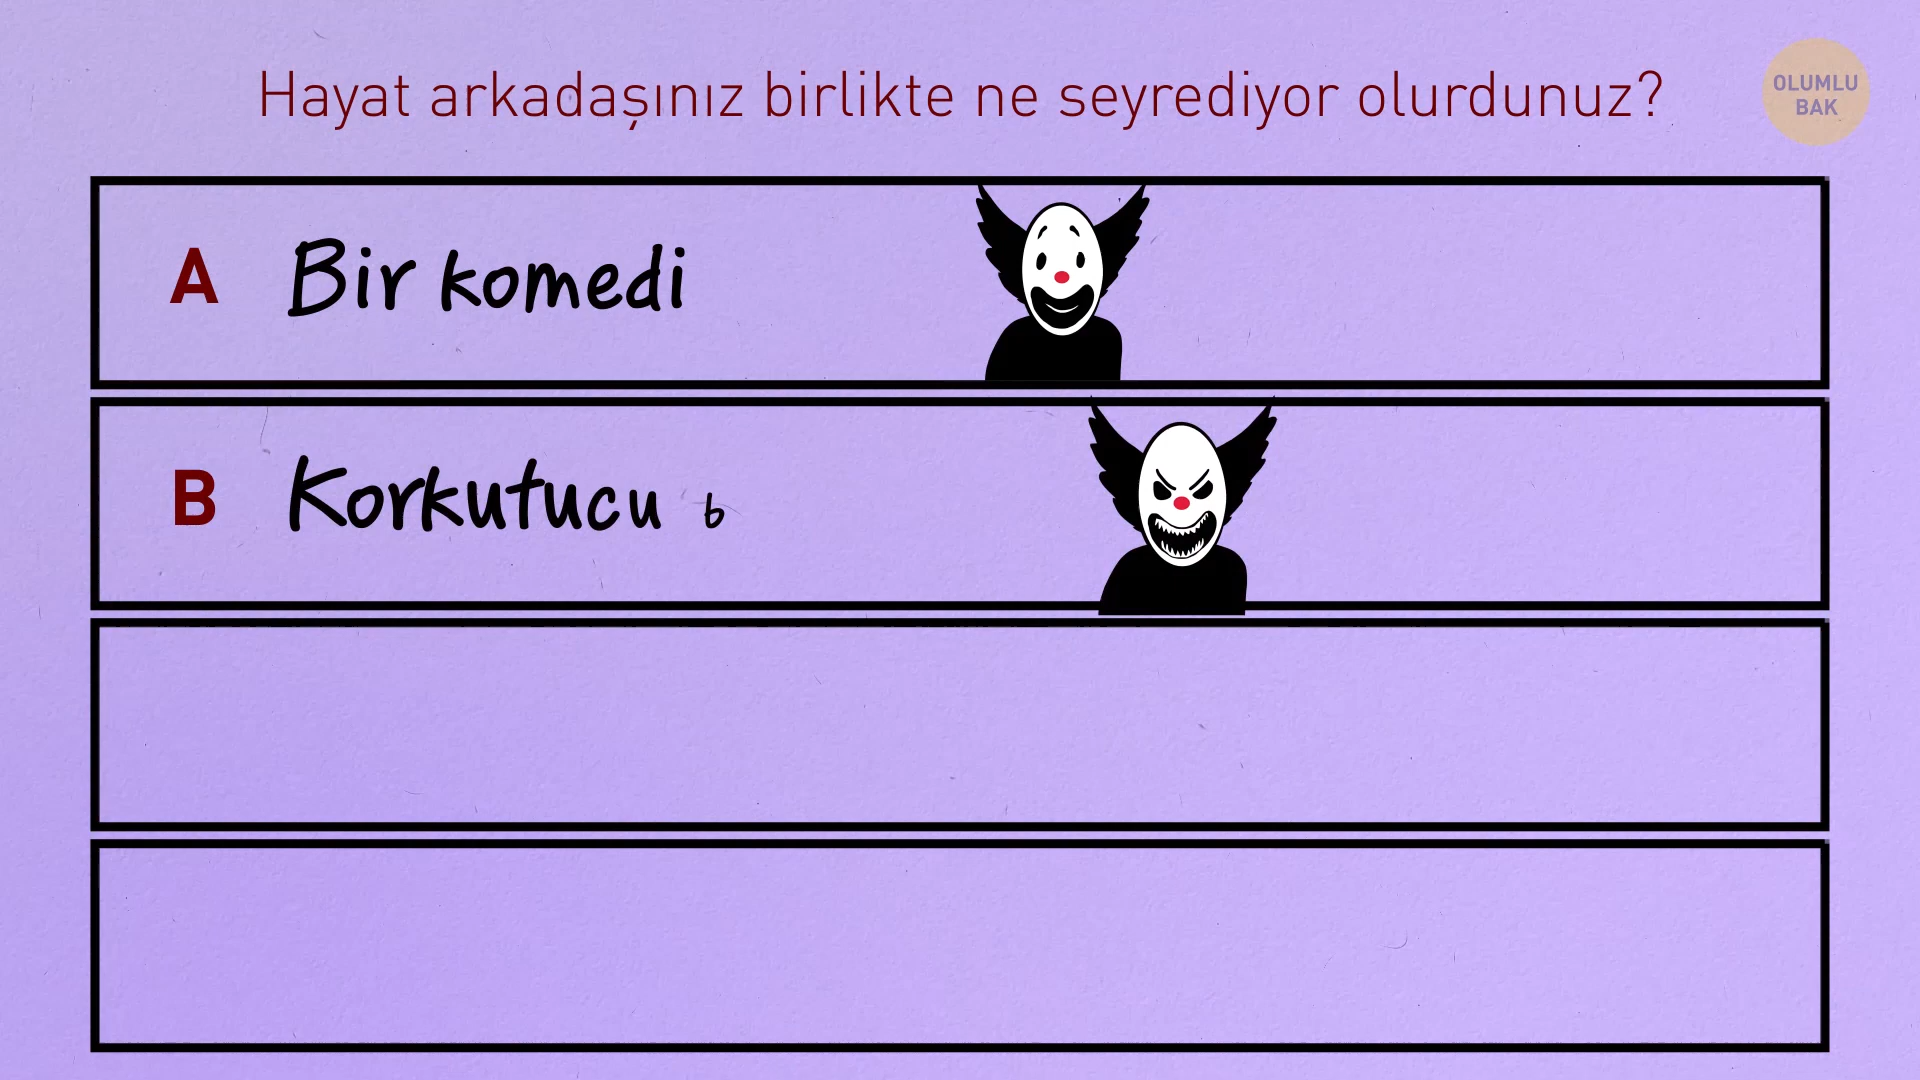 Hayat arkadaşınız birlikte ne seyrediyor olurdunuz?
OLUMLU
BAK
A Bir komedi
B Korkutucu b